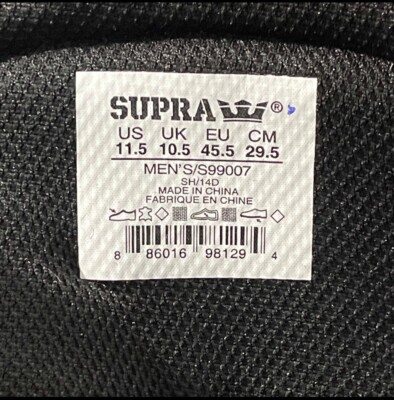 SUPRA ®
US UK EU CM
11.5 10.5 45.5 29.5
MEN'S/S99007
SH/14D
MADE IN CHINA
FABRIQUE EN CHINE
8 86016 98129 4